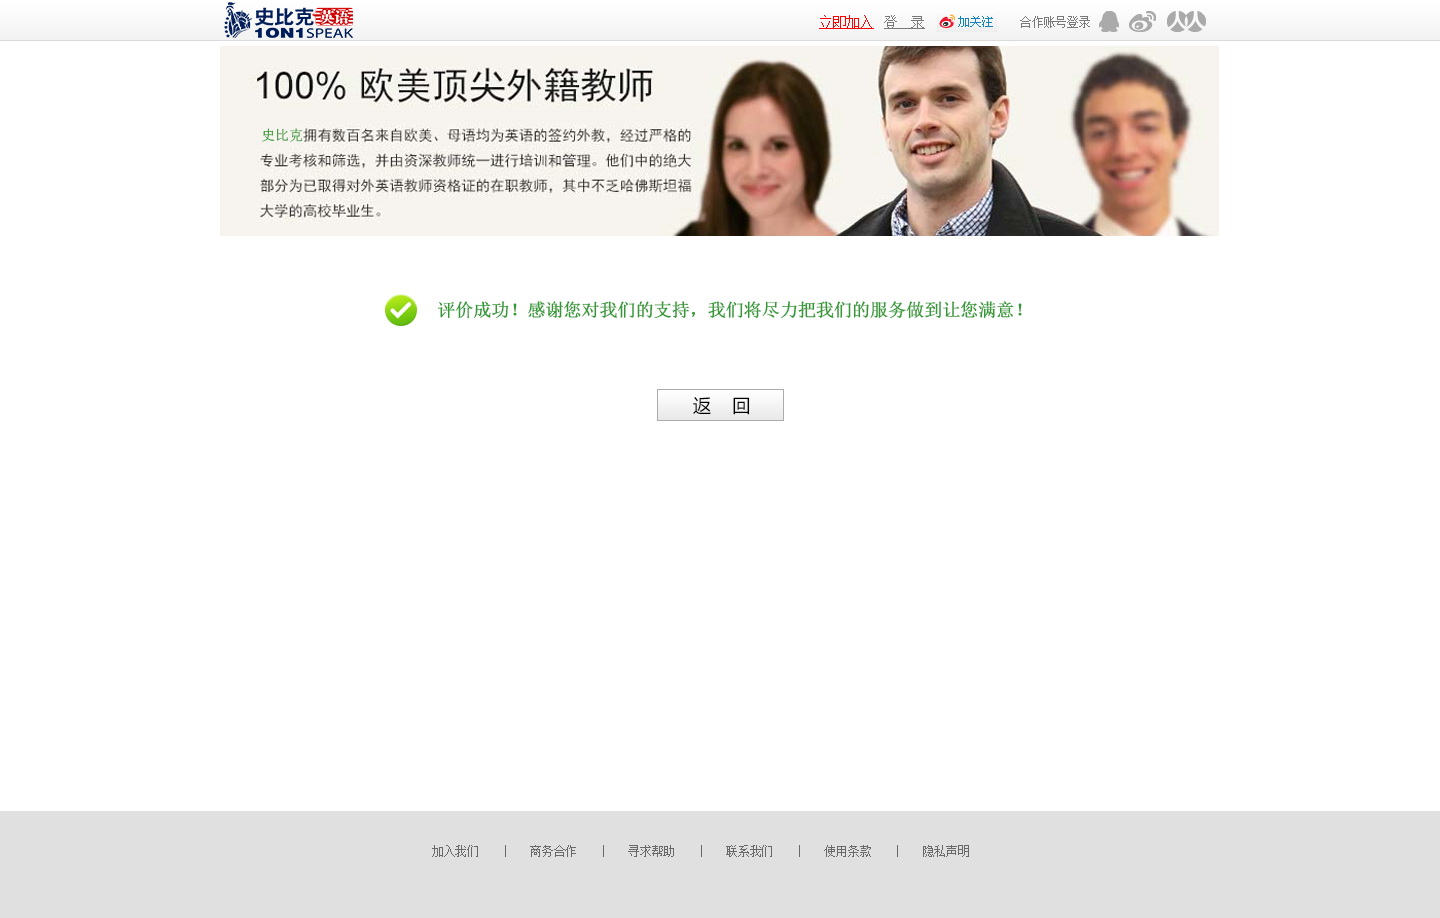 史比克英语
1ON1SPEAK
立即加入 登 录 加关注 合作账号登录
100% 欧美顶尖外籍教师
史比克拥有数百名来自欧美、母语均为英语的签约外教，经过严格的
专业考核和筛选，并由资深教师统一进行培训和管理。他们中的绝大
部分为已取得对外英语教师资格证的在职教师，其中不乏哈佛斯坦福
大学的高校毕业生。
评价成功！感谢您对我们的支持，我们将尽力把我们的服务做到让您满意！
返 回
加入我们 | 商务合作 | 寻求帮助 | 联系我们 | 使用条款 | 隐私声明